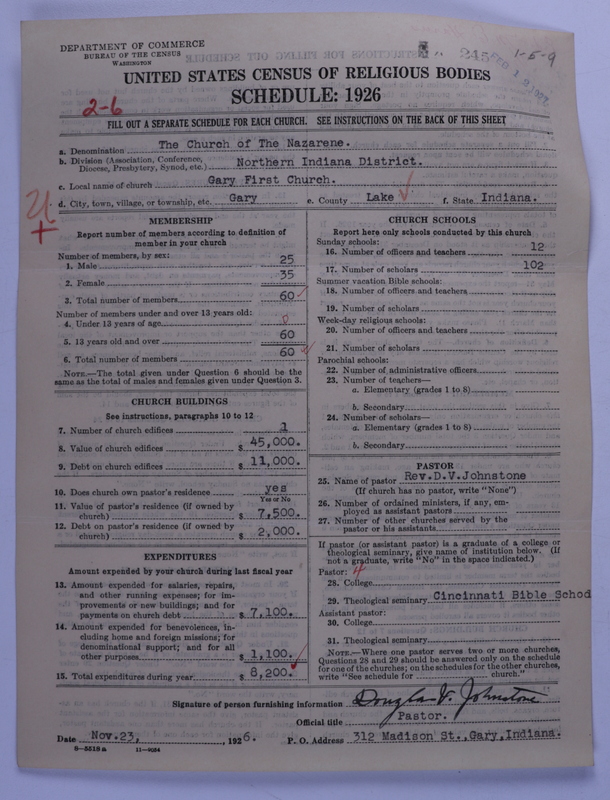 DEPARTMENT OF COMMERCE
BUREAU OF THE CENSUS
WASHINGTON
245
1-5-9
UNITED STATES CENSUS OF RELIGIOUS BODIES
SCHEDULE: 1926
2-6
FILL OUT A SEPARATE SCHEDULE FOR EACH CHURCH. SEE INSTRUCTIONS ON THE BACK OF THIS SHEET
a. Denomination The Church of The Nazarene.
b. Division (Association, Conference, Diocese, Presbytery, Synod, etc.) Northern Indiana District.
c. Local name of church Gary First Church.
d. City, town, village, or township, etc. Gary e. County Lake f. State Indiana.
MEMBERSHIP
Report number of members according to definition of
member in your church
Number of members, by sex:
1. Male 25
2. Female 35
3. Total number of members 60
Number of members under and over 13 years old:
4. Under 13 years of age 0
5. 13 years old and over 60
6. Total number of members 60
NOTE.—The total given under Question 6 should be
same as the total of males and females given under Question 3.
CHURCH BUILDINGS
See instructions, paragraphs 10 to 12
7. Number of church edifices 1
8. Value of church edifices $ 45,000.
9. Debt on church edifices $ 11,000.
10. Does church own pastor's residence yes
Yes or No
11. Value of pastor's residence (if owned by
church) $ 7,500.
12. Debt on pastor's residence (if owned by
church) $ 2,000.
EXPENDITURES
Amount expended by your church during last fiscal year
13. Amount expended for salaries, repairs,
and other running expenses; for im-
provements or new buildings; and for
payments on church debt $ 7,100.
14. Amount expended for benevolences, in-
cluding home and foreign missions; for
denominational support; and for all
other purposes $ 1,100.
15. Total expenditures during year $ 8,200.
CHURCH SCHOOLS
Report here only schools conducted by this church
Sunday schools:
16. Number of officers and teachers 12
17. Number of scholars 102
Summer vacation Bible schools:
18. Number of officers and teachers
19. Number of scholars
Week-day religious schools:
20. Number of officers and teachers
21. Number of scholars
Parochial schools:
22. Number of administrative officers
23. Number of teachers—
a. Elementary (grades 1 to 8)
b. Secondary
24. Number of scholars—
a. Elementary (grades 1 to 8)
b. Secondary
PASTOR
25. Name of pastor Rev.D.V.Johnstone
(If church has no pastor, write "None")
26. Number of ordained ministers, if any, em-
ployed as assistant pastors
27. Number of other churches served by the
pastor or his assistants
If pastor (or assistant pastor) is a graduate of a college or
theological seminary, give name of institution below. (If
not a graduate, write "No" in the space indicated.)
Pastor: 4
28. College
29. Theological seminary Cincinnati Bible School
Assistant pastor:
30. College
31. Theological seminary
NOTE.—Where one pastor serves two or more churches,
Questions 28 and 29 should be answered only on the schedule
for one of the churches; on the schedules for the other churches,
write "See schedule for church."
Signature of person furnishing information Douglas V. Johnstone
Official title Pastor.
Date Nov.23, , 1926. P. O. Address 312 Madison St.,Gary,Indiana.
8—5518a 11—9034